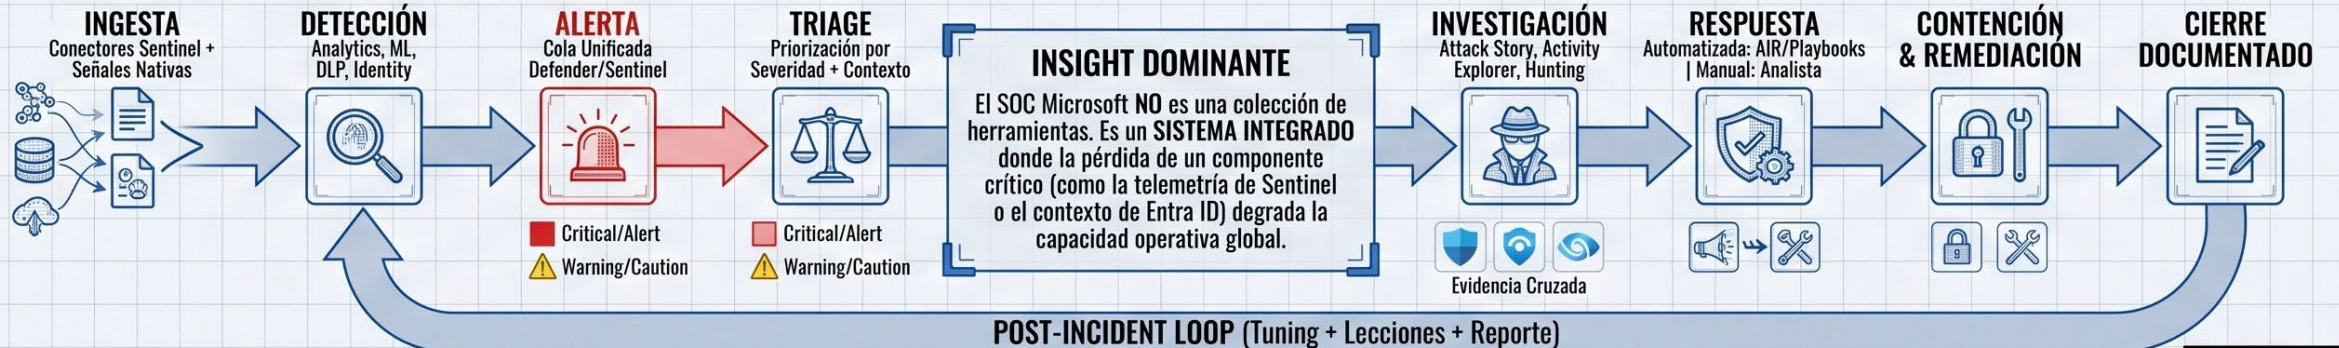 INGESTA
Conectores Sentinel +
Señales Nativas
DETECCIÓN
Analytics, ML,
DLP, Identity
ALERTA
Cola Unificada
Defender/Sentinel
Critical/Alert
Warning/Caution
TRIAGE
Priorización por
Severidad + Contexto
Critical/Alert
Warning/Caution
INSIGHT DOMINANTE
El SOC Microsoft NO es una colección de
herramientas. Es un SISTEMA INTEGRADO
donde la pérdida de un componente
crítico (como la telemetría de Sentinel
o el contexto de Entra ID) degrada la
capacidad operativa global.
INVESTIGACIÓN
Attack Story, Activity
Explorer, Hunting
Evidencia Cruzada
RESPUESTA
Automatizada: AIR/Playbooks
| Manual: Analista
CONTENCIÓN
& REMEDIACIÓN
CIERRE
DOCUMENTADO
POST-INCIDENT LOOP (Tuning + Lecciones + Reporte)